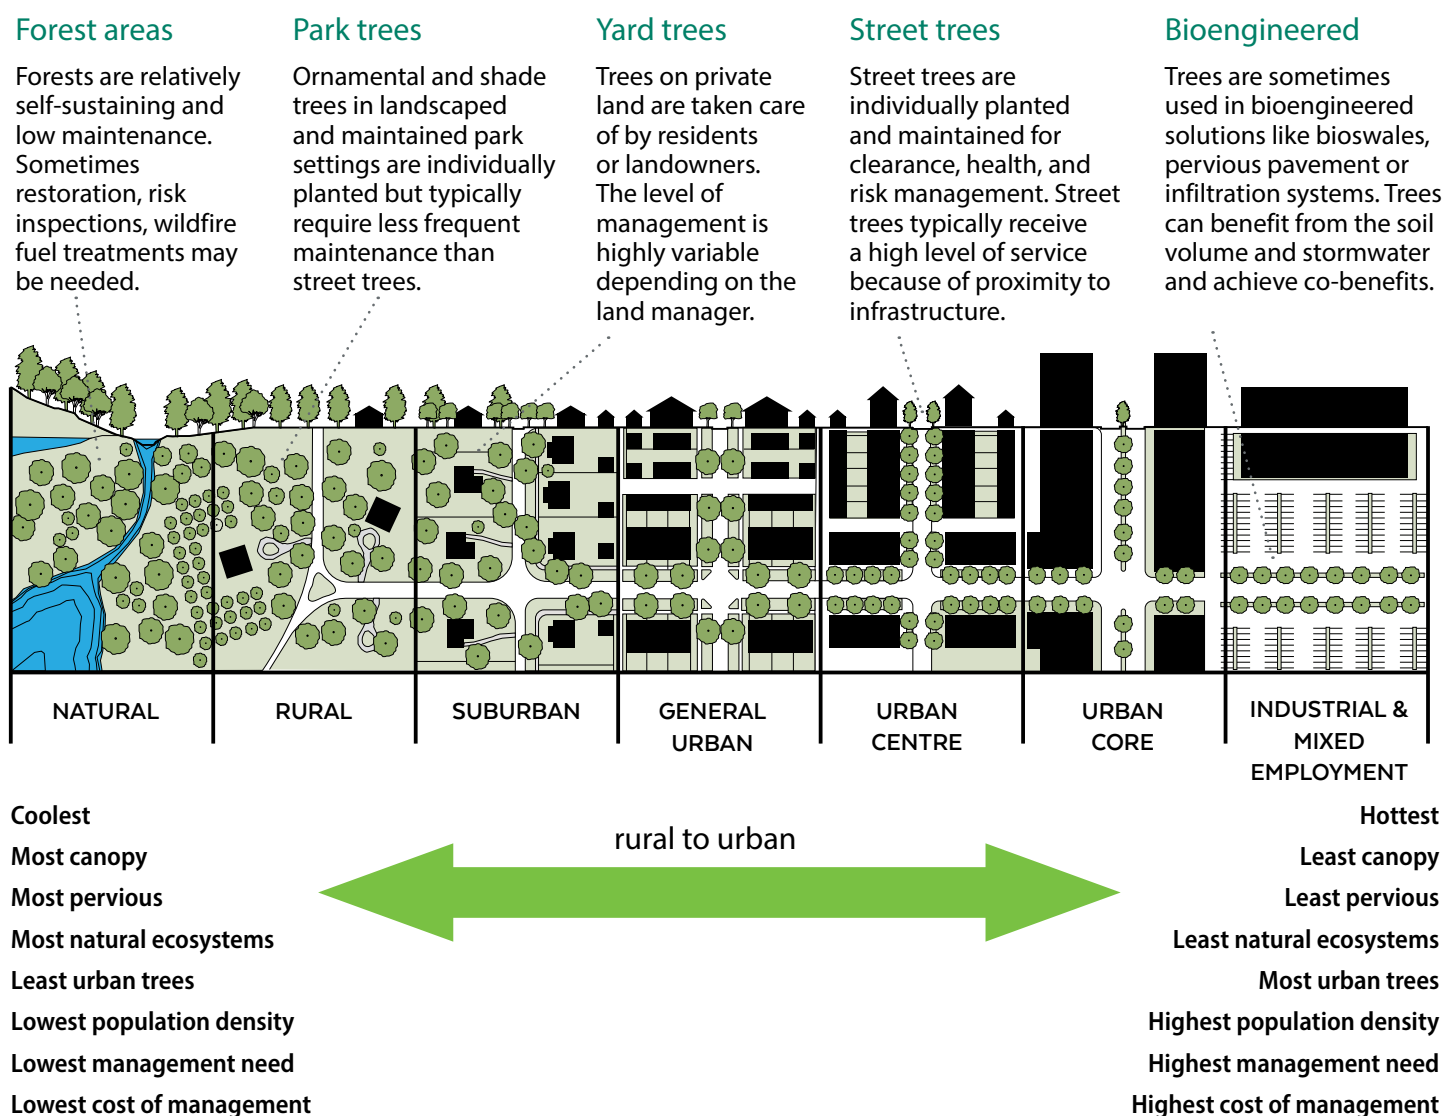 Forest areas
Forests are relatively
self-sustaining and
low maintenance.
Sometimes
restoration, risk
inspections, wildfire
fuel treatments may
be needed.
Park trees
Ornamental and shade
trees in landscaped
and maintained park
settings are individually
planted but typically
require less frequent
maintenance than
street trees.
Yard trees
Trees on private
land are taken care
of by residents
or landowners.
The level of
management is
highly variable
depending on the
land manager.
Street trees
Street trees are
individually planted
and maintained for
clearance, health, and
risk management. Street
trees typically receive
a high level of service
because of proximity to
infrastructure.
Bioengineered
Trees are sometimes
used in bioengineered
solutions like bioswales,
pervious pavement or
infiltration systems. Trees
can benefit from the soil
volume and stormwater
and achieve co-benefits.
NATURAL
RURAL
SUBURBAN
GENERAL
URBAN
URBAN
CENTRE
URBAN
CORE
INDUSTRIAL &
MIXED
EMPLOYMENT
Coolest
Most canopy
Most pervious
Most natural ecosystems
Least urban trees
Lowest population density
Lowest management need
Lowest cost of management
rural to urban
Hottest
Least canopy
Least pervious
Least natural ecosystems
Most urban trees
Highest population density
Highest management need
Highest cost of management